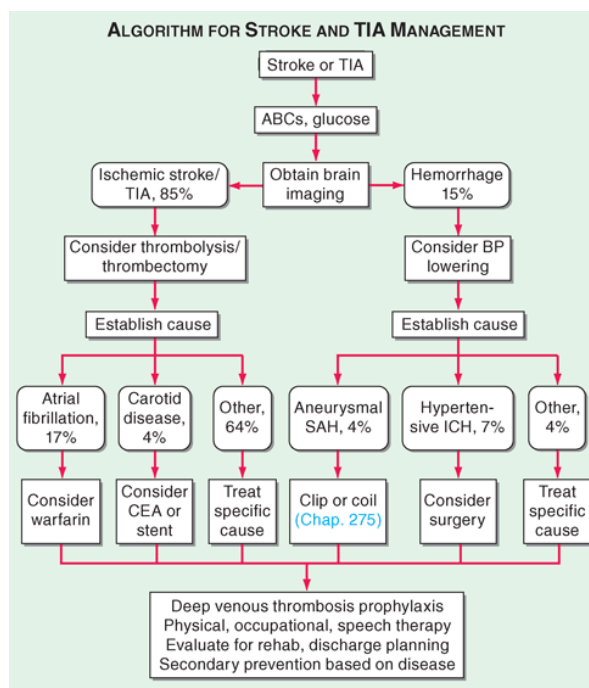 ALGORITHM FOR STROKE AND TIA MANAGEMENT
Stroke or TIA
ABCs, glucose
Obtain brain
imaging
Ischemic stroke/
TIA, 85%
Hemorrhage
15%
Consider thrombolysis/
thrombectomy
Consider BP
lowering
Establish cause
Establish cause
Atrial
fibrillation,
17%
Carotid
disease,
4%
Other,
64%
Aneurysmal
SAH, 4%
Hyperten-
sive ICH, 7%
Other,
4%
Consider
warfarin
Consider
CEA or
stent
Treat
specific
cause
Clip or coil
(Chap. 275)
Consider
surgery
Treat
specific
cause
Deep venous thrombosis prophylaxis
Physical, occupational, speech therapy
Evaluate for rehab, discharge planning
Secondary prevention based on disease